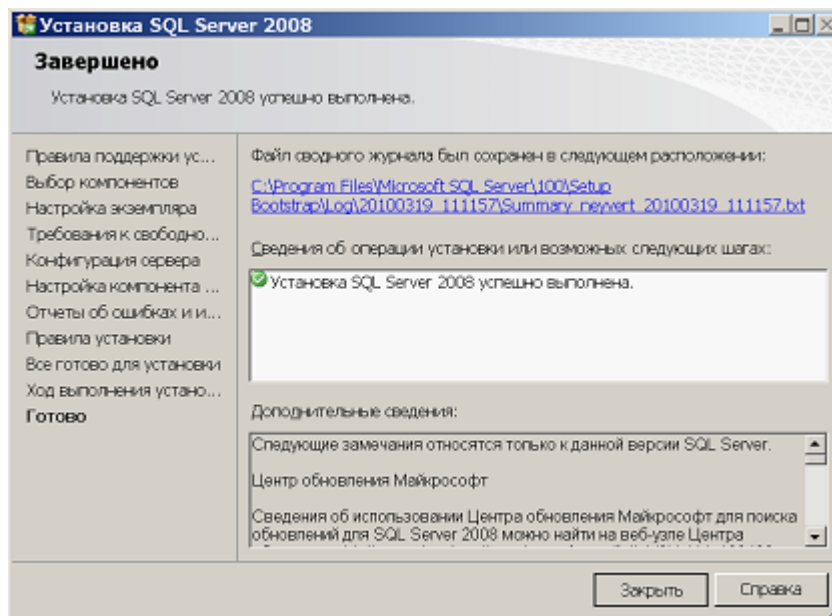 Установка SQL Server 2008
Завершено
Установка SQL Server 2008 успешно выполнена.
Правила поддержки ус...
Выбор компонентов
Настройка экземпляра
Требования к свободно...
Конфигурация сервера
Настройка компонента ...
Отчеты об ошибках и и...
Правила установки
Все готово для установки
Ход выполнения устано...
Готово
Файл сводного журнала был сохранен в следующем расположении:
C:\Program Files\Microsoft SQL Server\100\Setup
Bootstrap\Log\20100319_111157\Summary_neyvert_20100319_111157.txt
Сведения об операции установки или возможных следующих шагах:
Установка SQL Server 2008 успешно выполнена.
Дополнительные сведения:
Следующие замечания относятся только к данной версии SQL Server.
Центр обновления Майкрософт
Сведения об использовании Центра обновления Майкрософт для поиска
обновлений для SQL Server 2008 можно найти на веб-узле Центра
Закрыть
Справка